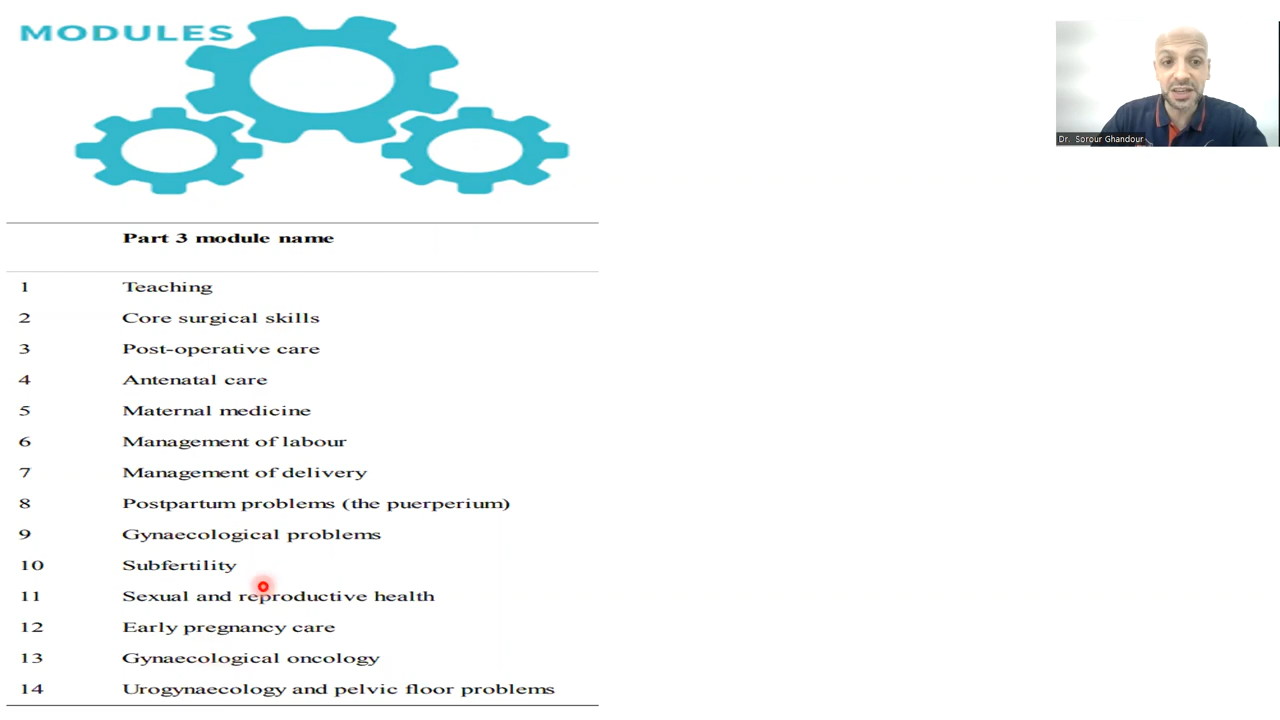 MODULES
Dr. Sorour Ghandour
Part 3 module name
1 Teaching
2 Core surgical skills
3 Post-operative care
4 Antenatal care
5 Maternal medicine
6 Management of labour
7 Management of delivery
8 Postpartum problems (the puerperium)
9 Gynaecological problems
10 Subfertility
11 Sexual and reproductive health
12 Early pregnancy care
13 Gynaecological oncology
14 Urogynaecology and pelvic floor problems